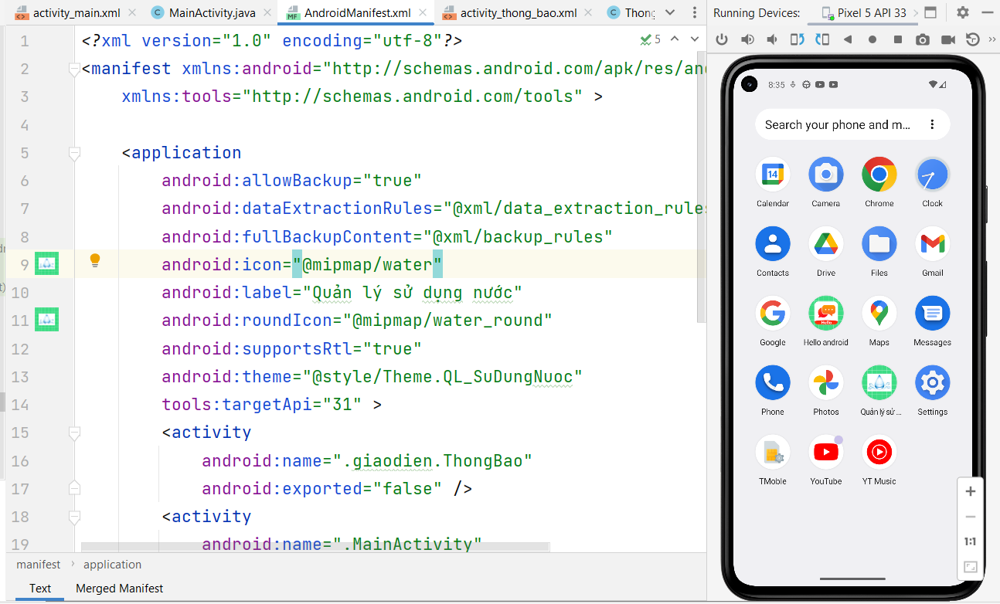 activity_main.xml MainActivity.java AndroidManifest.xml activity_thong_bao.xml Thong
Running Devices: Pixel 5 API 33
5
1 <?xml version="1.0" encoding="utf-8"?>
2 <manifest xmlns:android="http://schemas.android.com/apk/res/and
3 xmlns:tools="http://schemas.android.com/tools" >
4
5 <application
6 android:allowBackup="true"
7 android:dataExtractionRules="@xml/data_extraction_rules
8 android:fullBackupContent="@xml/backup_rules"
9 android:icon="@mipmap/water"
10 android:label="Quản lý sử dụng nước"
11 android:roundIcon="@mipmap/water_round"
12 android:supportsRtl="true"
13 android:theme="@style/Theme.QL_SuDungNuoc"
14 tools:targetApi="31" >
15 <activity
16 android:name=".giaodien.ThongBao"
17 android:exported="false" />
18 <activity
19 android:name=".MainActivity"
manifest › application
Text Merged Manifest
8:35
Search your phone and m...
14
Calendar Camera Chrome Clock
Contacts Drive Files Gmail
Hello
Google Hello android Maps Messages
Phone Photos Quản lý sử ... Settings
TMoble YouTube YT Music
1:1